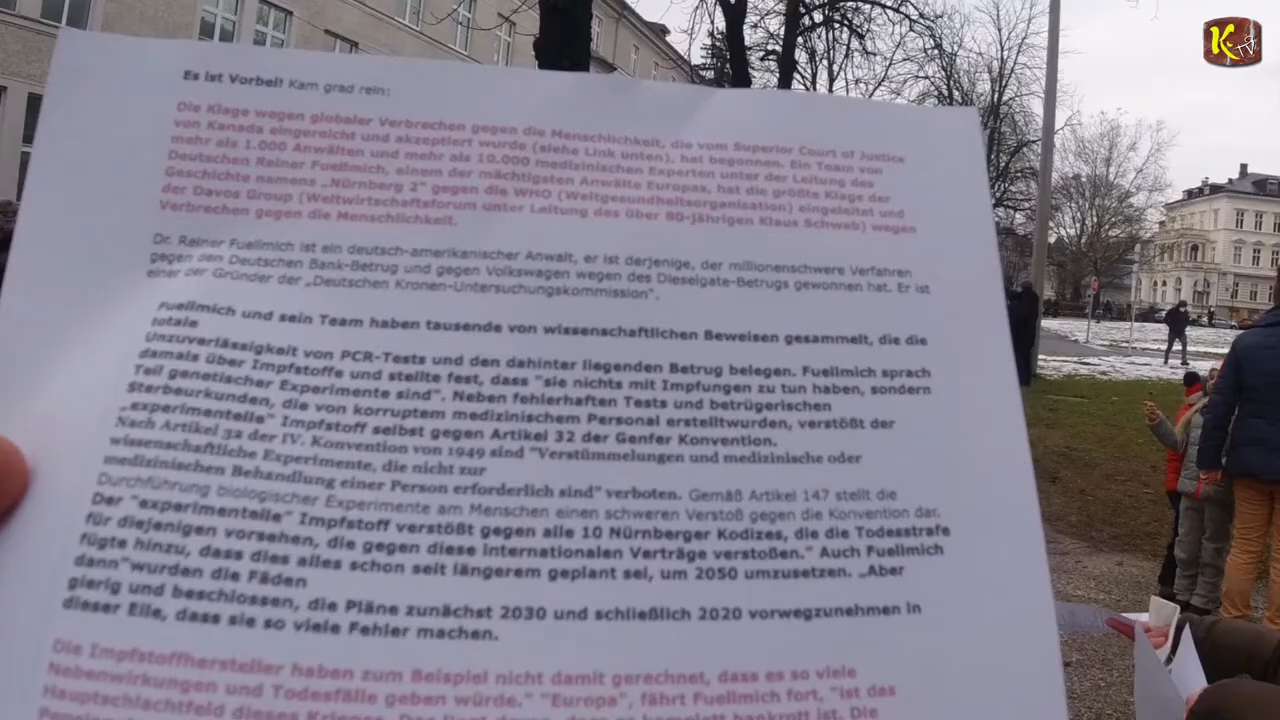 Es ist Vorbei! Kam grad rein:
Die Klage wegen globaler Verbrechen gegen die Menschlichkeit, die vom Superior Court of Justice
von Kanada eingereicht und akzeptiert wurde (siehe Link unten), hat begonnen. Ein Team von
mehr als 1.000 Anwälten und mehr als 10.000 medizinischen Experten unter der Leitung des
Deutschen Reiner Fuellmich, einem der mächtigsten Anwälte Europas, hat die größte Klage der
Geschichte namens „Nürnberg 2" gegen die WHO (Weltgesundheitsorganisation) eingeleitet und
der Davos Group (Weltwirtschaftsforum unter Leitung des über 80-jährigen Klaus Schwab) wegen
Verbrechen gegen die Menschlichkeit.
Dr. Reiner Fuellmich ist ein deutsch-amerikanischer Anwalt, er ist derjenige, der millionenschwere Verfahren
gegen den Deutschen Bank-Betrug und gegen Volkswagen wegen des Dieselgate-Betrugs gewonnen hat. Er ist
einer der Gründer der „Deutschen Kronen-Untersuchungskommission".
Fuellmich und sein Team haben tausende von wissenschaftlichen Beweisen gesammelt, die die
totale
Unzuverlässigkeit von PCR-Tests und den dahinter liegenden Betrug belegen. Fuellmich sprach
damals über Impfstoffe und stellte fest, dass "sie nichts mit Impfungen zu tun haben, sondern
Teil genetischer Experimente sind". Neben fehlerhaften Tests und betrügerischen
Sterbeurkunden, die von korruptem medizinischem Personal erstelltwurden, verstößt der
„experimentelle" Impfstoff selbst gegen Artikel 32 der Genfer Konvention.
Nach Artikel 32 der IV. Konvention von 1949 sind "Verstümmelungen und medizinische oder
wissenschaftliche Experimente, die nicht zur
medizinischen Behandlung einer Person erforderlich sind" verboten. Gemäß Artikel 147 stellt die
Durchführung biologischer Experimente am Menschen einen schweren Verstoß gegen die Konvention dar.
Der "experimentelle" Impfstoff verstößt gegen alle 10 Nürnberger Kodizes, die die Todesstrafe
für diejenigen vorsehen, die gegen diese internationalen Verträge verstoßen." Auch Fuellmich
fügte hinzu, dass dies alles schon seit längerem geplant sei, um 2050 umzusetzen. „Aber
dann"wurden die Fäden
gierig und beschlossen, die Pläne zunächst 2030 und schließlich 2020 vorwegzunehmen in
dieser Eile, dass sie so viele Fehler machen.
Die Impfstoffhersteller haben zum Beispiel nicht damit gerechnet, dass es so viele
Nebenwirkungen und Todesfälle geben würde." "Europa", fährt Fuellmich fort, "ist das
Hauptschlachtfeld dieses Krieges. Das liegt daran, dass es komplett bankrott ist. Die
K TV